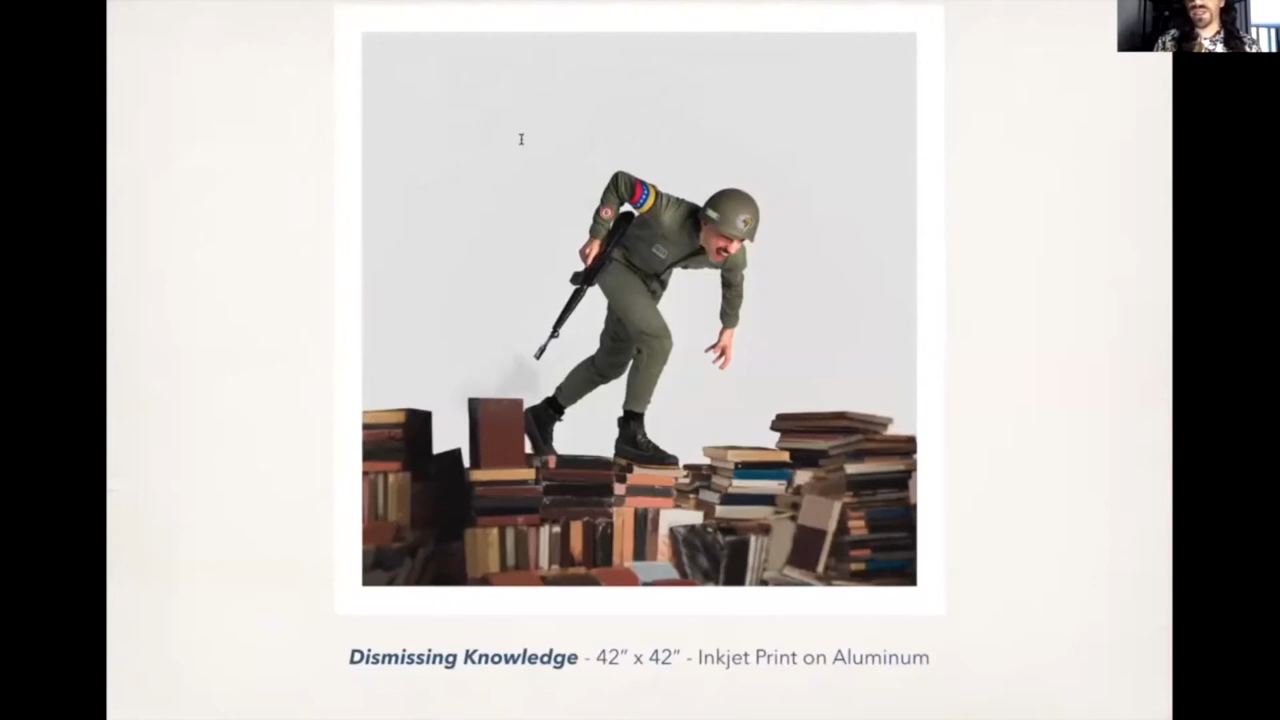 Dismissing Knowledge - 42” x 42” - Inkjet Print on Aluminum